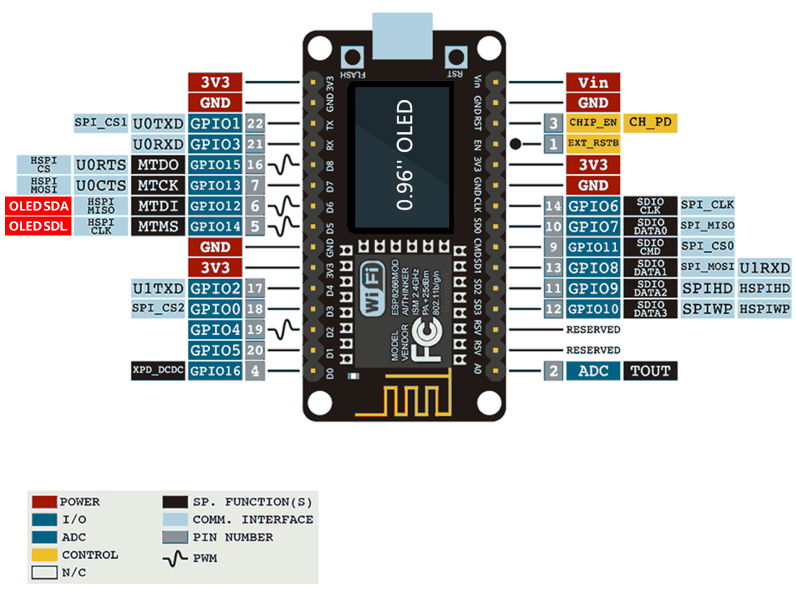 FLASH
RST
3V3
3V3
Vin
Vin
GND
GND
GND
GND
SPI_CS1 U0TXD GPIO1 22
TX
RST
3 CHIP_EN CH_PD
U0RXD GPIO3 21
RX
EN
1 EXT_RSTB
HSPI CS U0RTS MTDO GPIO15 16
D8
3V3
3V3
HSPI MOSI U0CTS MTCK GPIO13 7
D7
GND
GND
OLED SDA HSPI MISO MTDI GPIO12 6
D6
CLK
14 GPIO6 SDIO CLK SPI_CLK
OLED SDL HSPI CLK MTMS GPIO14 5
D5
SD0
10 GPIO7 SDIO DATA0 SPI_MISO
GND
GND
CMD
9 GPIO11 SDIO CMD SPI_CS0
3V3
3V3
SD1
13 GPIO8 SDIO DATA1 SPI_MOSI U1RXD
U1TXD GPIO2 17
D4
SD2
11 GPIO9 SDIO DATA2 SPIHD HSPIHD
SPI_CS2 GPIO0 18
D3
SD3
12 GPIO10 SDIO DATA3 SPIWP HSPIWP
GPIO4 19
D2
RSV
RESERVED
GPIO5 20
D1
RSV
RESERVED
XPD_DCDC GPIO16 4
D0
A0
2 ADC TOUT
0.96" OLED
WiFi
MODEL ESP8266MOD
VENDOR AITHINKER
ISM 2.4GHz
PA +25dBm
802.11b/g/n
FC
POWER
I/O
ADC
CONTROL
N/C
SP. FUNCTION(S)
COMM. INTERFACE
PIN NUMBER
PWM